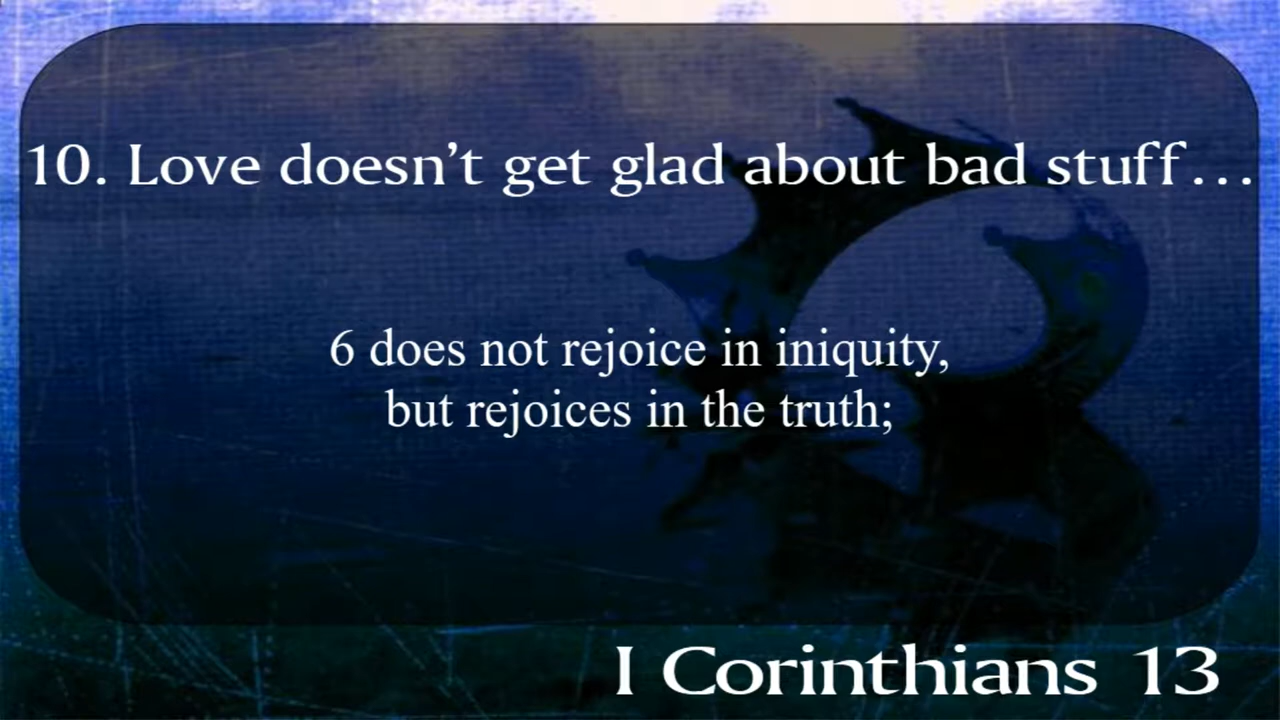 10. Love doesn’t get glad about bad stuff…
6 does not rejoice in iniquity,
but rejoices in the truth;
I Corinthians 13